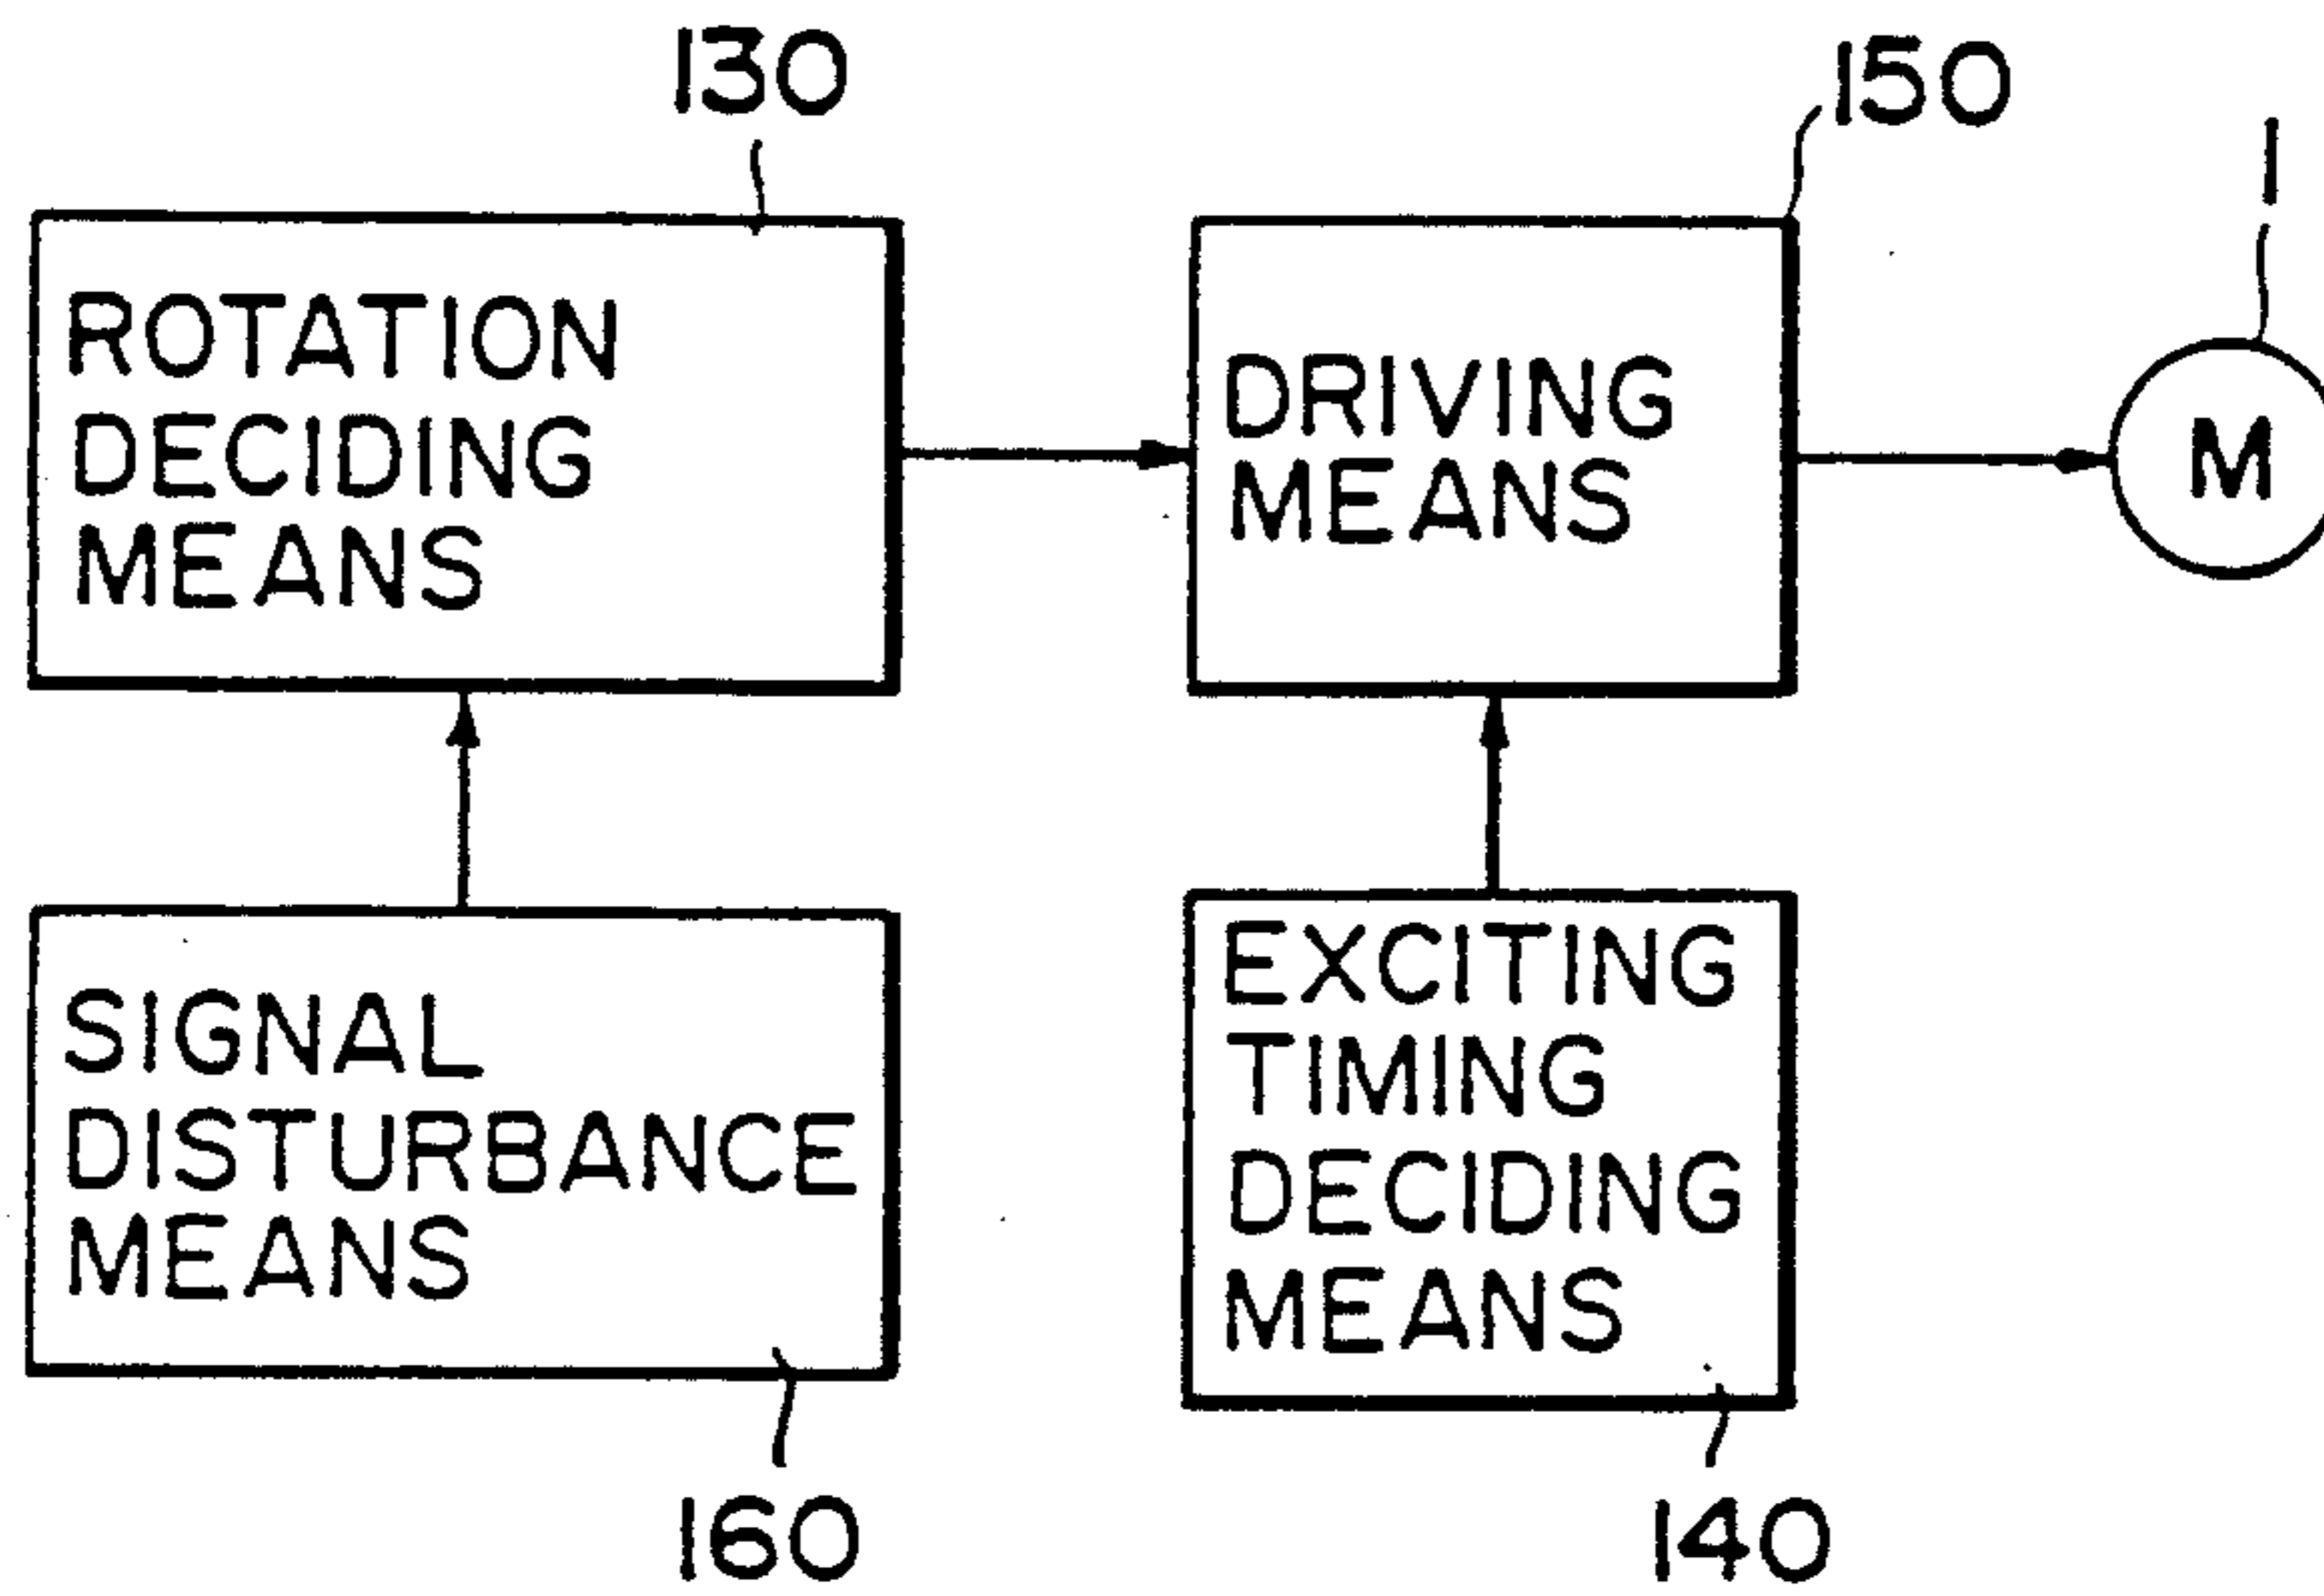 130
150
1
ROTATION
DECIDING
MEANS
DRIVING
MEANS
M
SIGNAL
DISTURBANCE
MEANS
EXCITING
TIMING
DECIDING
MEANS
160
140